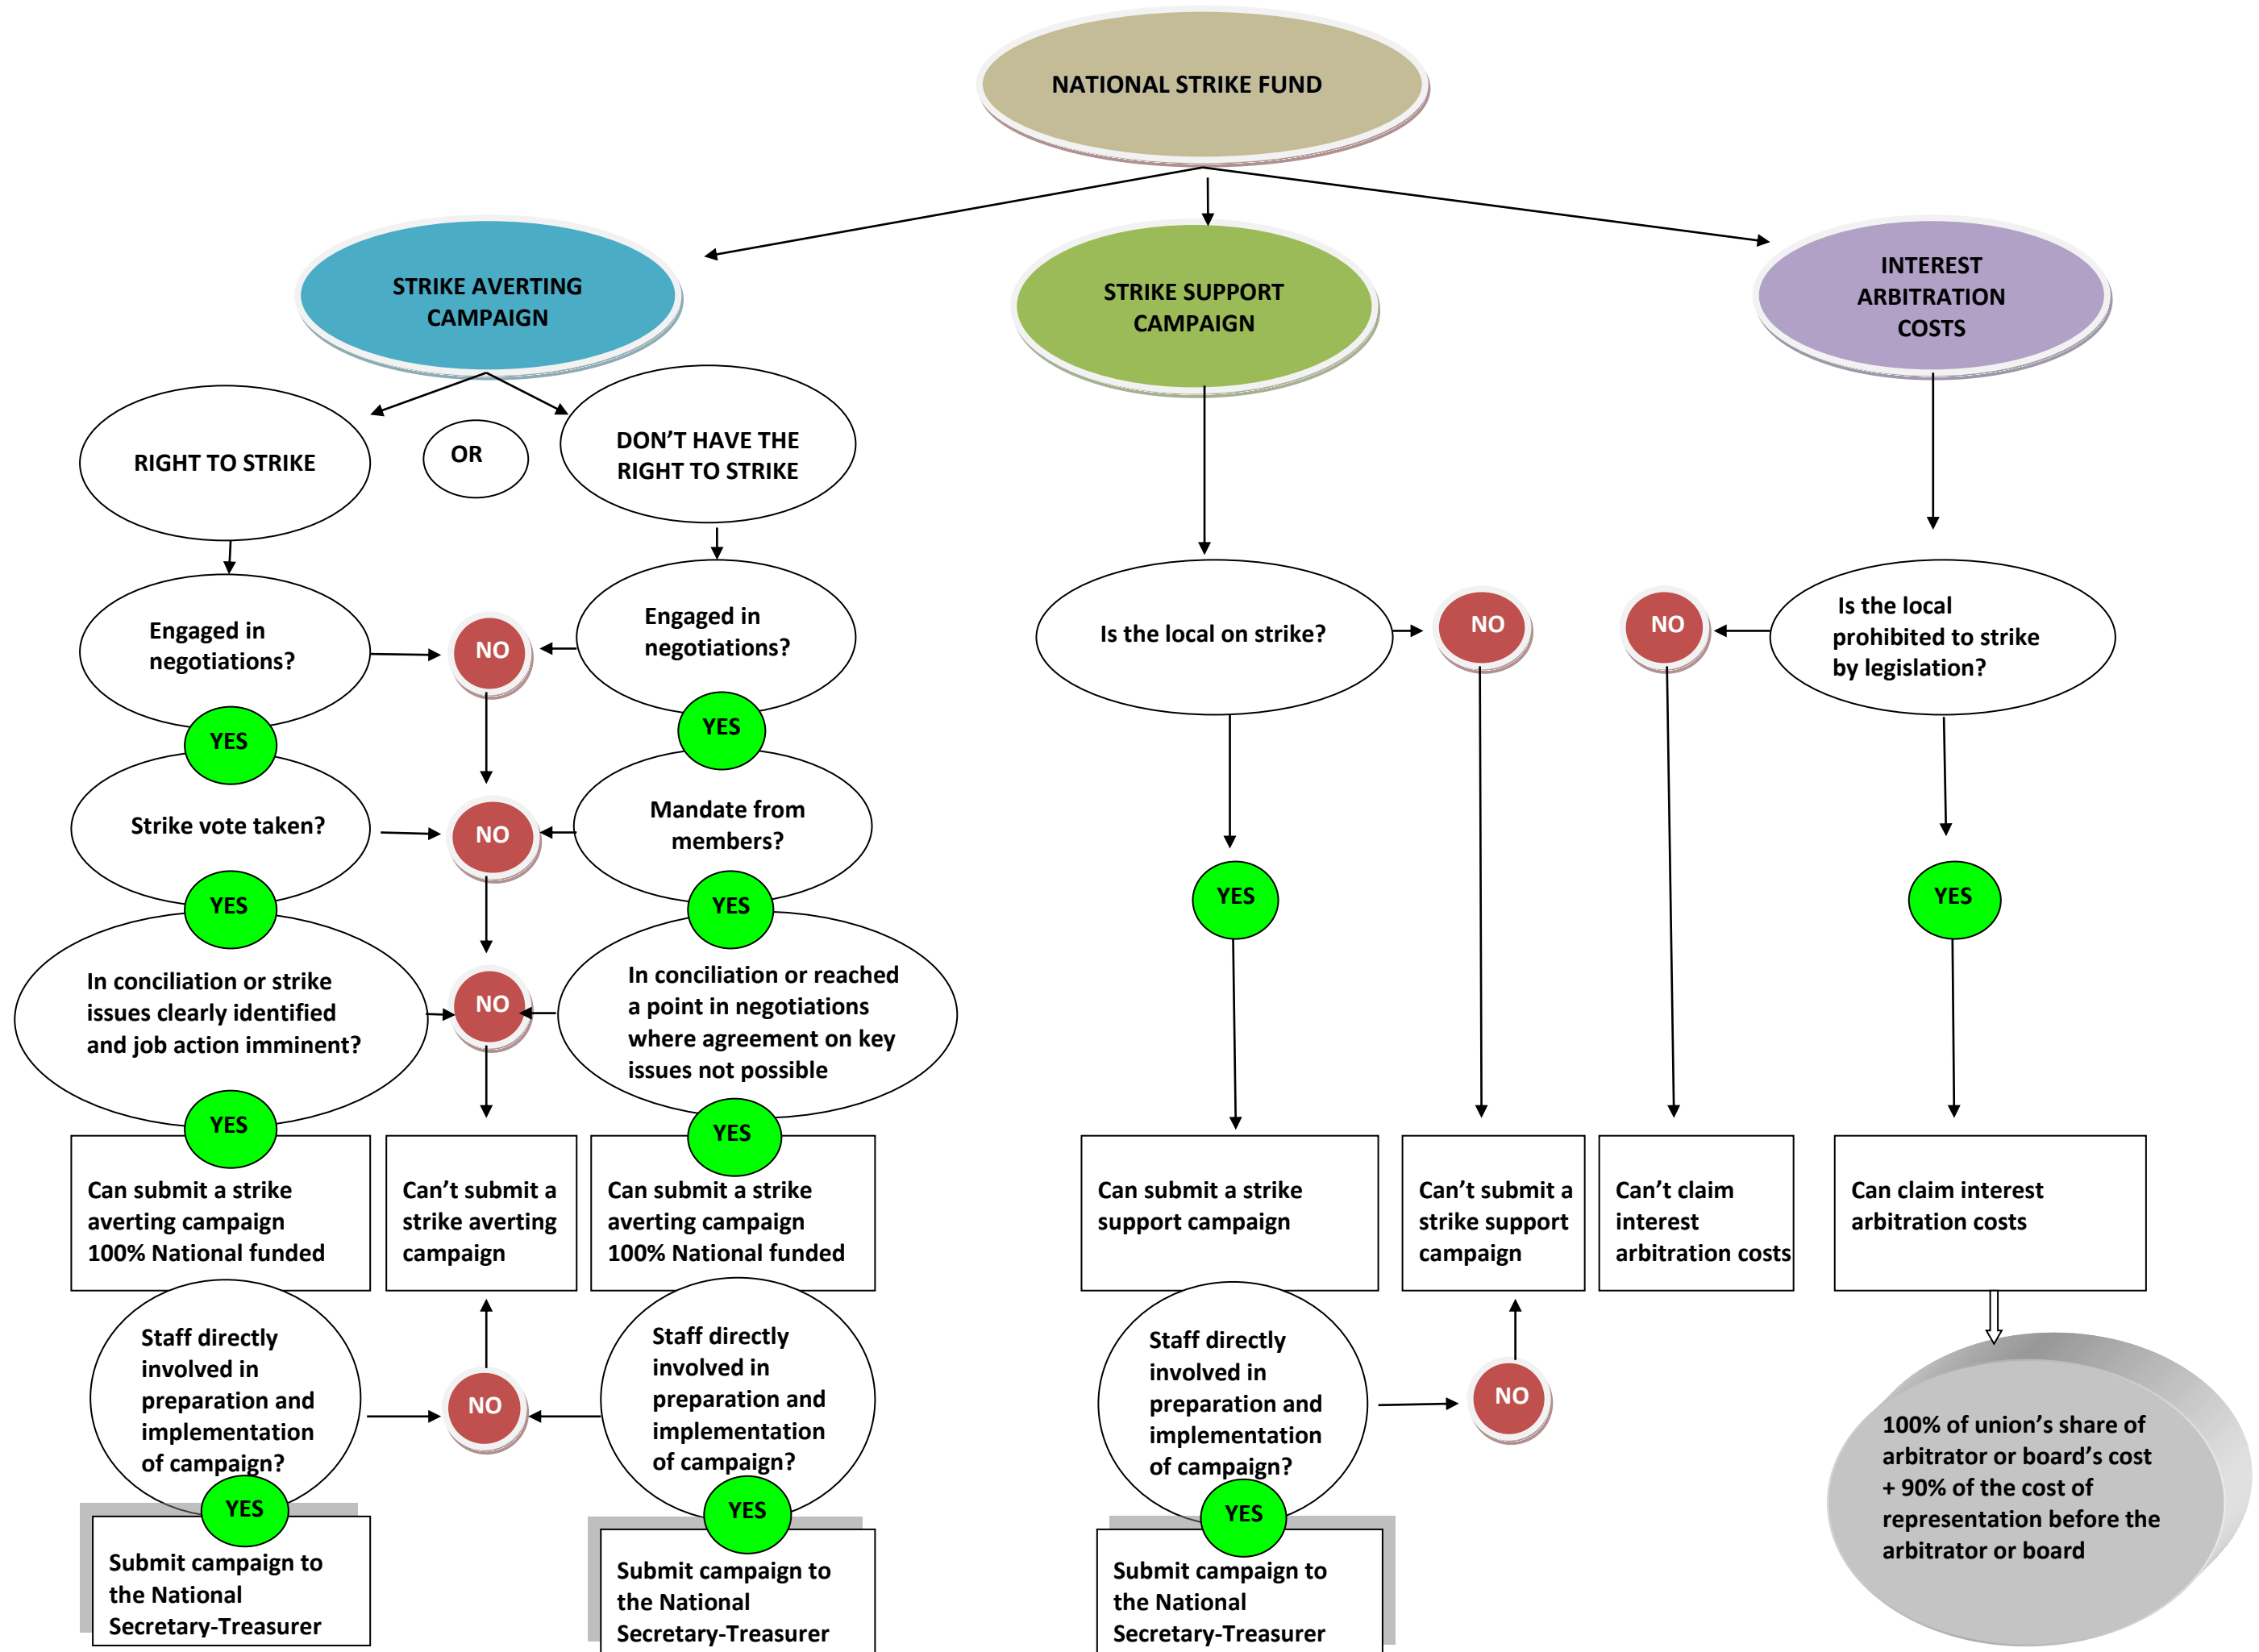 NATIONAL STRIKE FUND
STRIKE AVERTING
CAMPAIGN
STRIKE SUPPORT
CAMPAIGN
INTEREST
ARBITRATION
COSTS
RIGHT TO STRIKE
OR
DON’T HAVE THE
RIGHT TO STRIKE
Engaged in
negotiations?
NO
Engaged in
negotiations?
Is the local on strike?
NO
NO
Is the local
prohibited to strike
by legislation?
YES
YES
Strike vote taken?
NO
Mandate from
members?
YES
YES
YES
YES
In conciliation or strike
issues clearly identified
and job action imminent?
NO
In conciliation or reached
a point in negotiations
where agreement on key
issues not possible
YES
YES
Can submit a strike
averting campaign
100% National funded
Can’t submit a
strike averting
campaign
Can submit a strike
averting campaign
100% National funded
Can submit a strike
support campaign
Can’t submit a
strike support
campaign
Can’t claim
interest
arbitration costs
Can claim interest
arbitration costs
Staff directly
involved in
preparation and
implementation
of campaign?
NO
Staff directly
involved in
preparation and
implementation
of campaign?
Staff directly
involved in
preparation and
implementation
of campaign?
NO
100% of union’s share of
arbitrator or board’s cost
+ 90% of the cost of
representation before the
arbitrator or board
YES
YES
YES
Submit campaign to
the National
Secretary-Treasurer
Submit campaign to
the National
Secretary-Treasurer
Submit campaign to
the National
Secretary-Treasurer